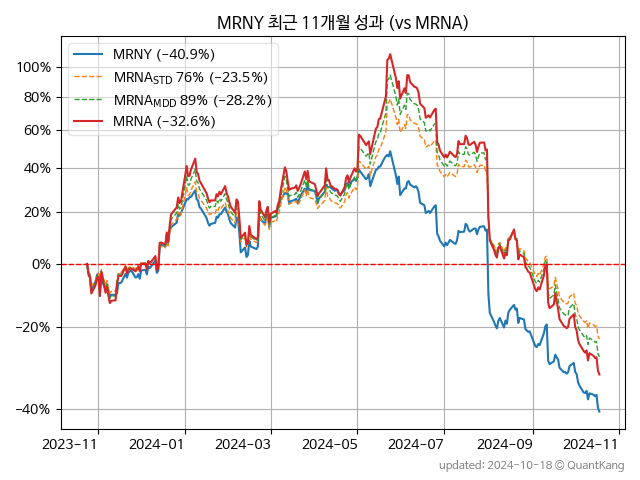 MRNY 최근 11개월 성과 (vs MRNA)
MRNY (−40.9%)
MRNA_STD 76% (−23.5%)
MRNA_MDD 89% (−28.2%)
MRNA (−32.6%)
100%
80%
60%
40%
20%
0%
−20%
−40%
2023−11
2024−01
2024−03
2024−05
2024−07
2024−09
2024−11
updated: 2024-10-18 © QuantKang